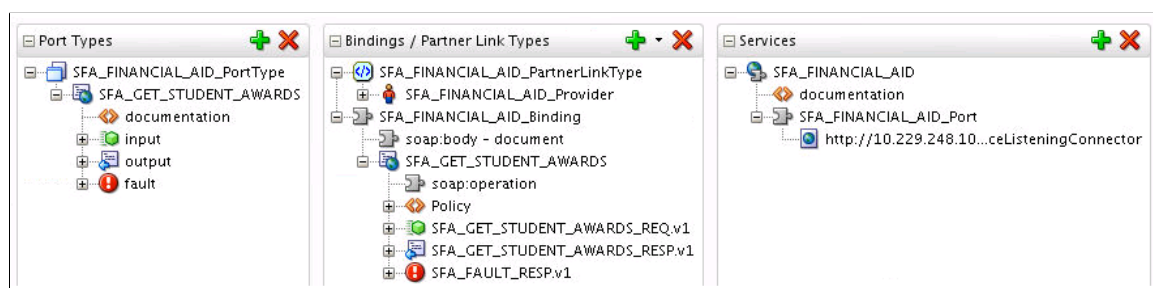 Port Types
SFA_FINANCIAL_AID_PortType
SFA_GET_STUDENT_AWARDS
documentation
input
output
fault
Bindings / Partner Link Types
SFA_FINANCIAL_AID_PartnerLinkType
SFA_FINANCIAL_AID_Provider
SFA_FINANCIAL_AID_Binding
soap:body - document
SFA_GET_STUDENT_AWARDS
soap:operation
Policy
SFA_GET_STUDENT_AWARDS_REQ.v1
SFA_GET_STUDENT_AWARDS_RESP.v1
SFA_FAULT_RESP.v1
Services
SFA_FINANCIAL_AID
documentation
SFA_FINANCIAL_AID_Port
http://10.229.248.10...ceListeningConnector